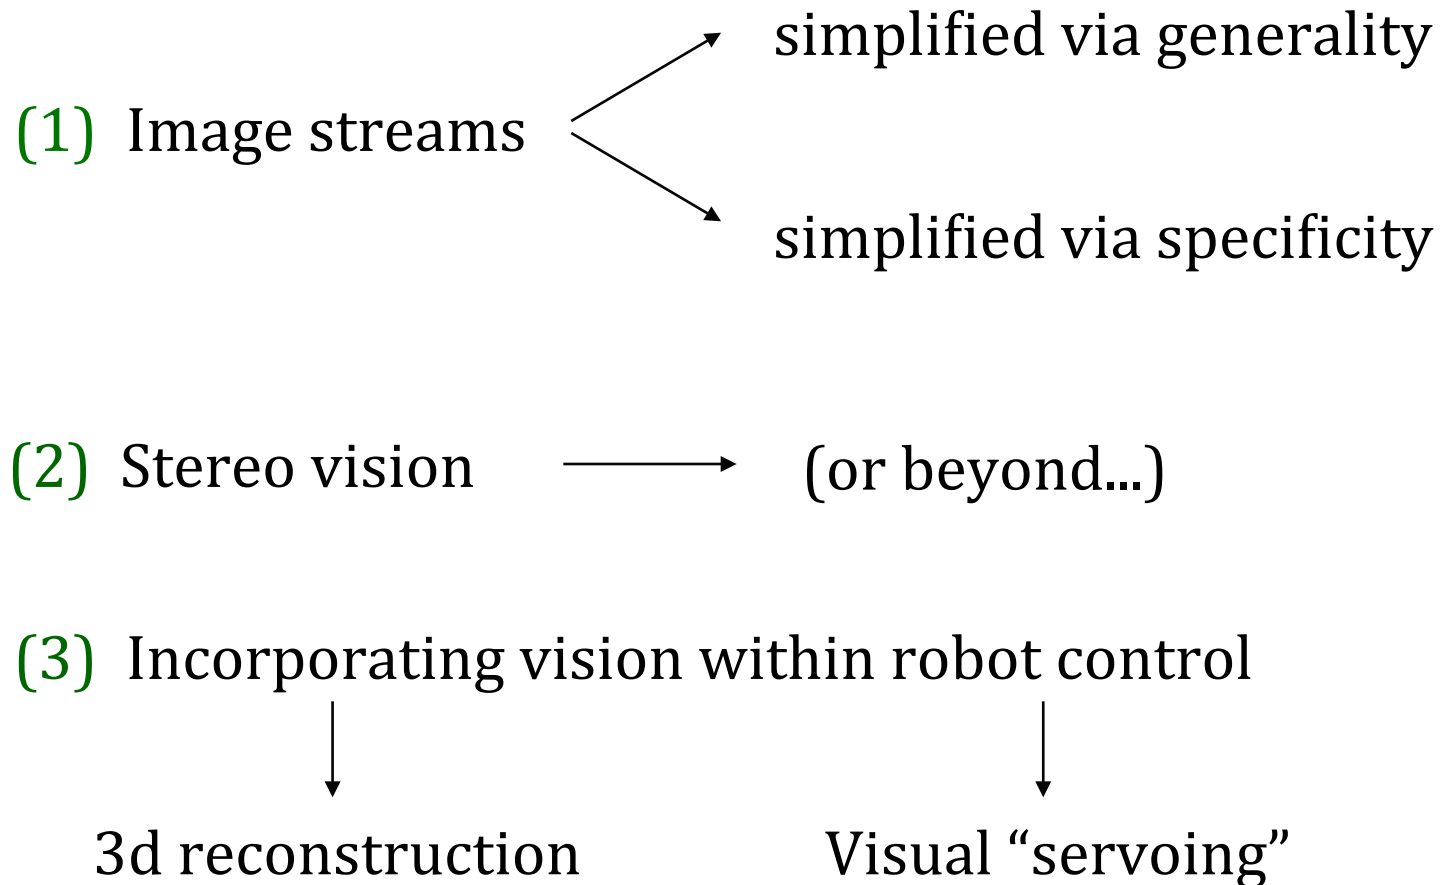 simplified via generality
(1) Image streams
simplified via specificity
(2) Stereo vision (or beyond...)
(3) Incorporating vision within robot control
3d reconstruction Visual “servoing”